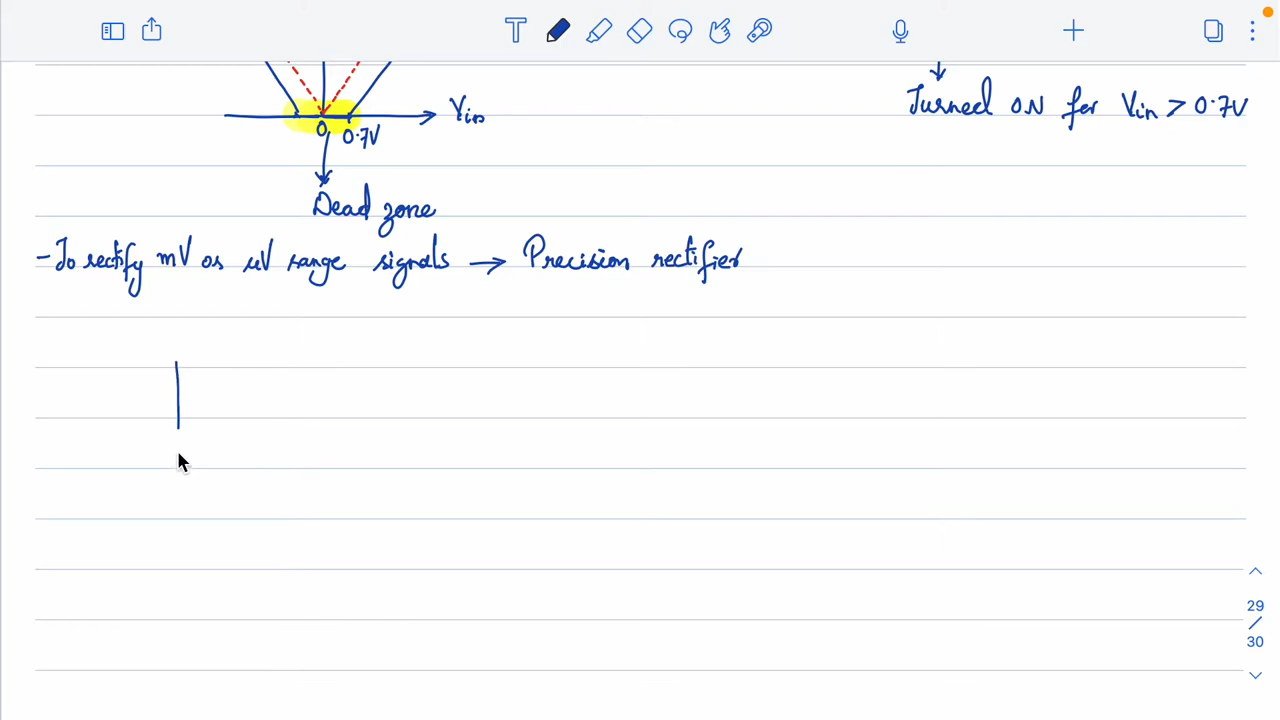 T
Vin
Turned ON for Vin > 0.7V
0
0.7V
Dead zone
- To rectify mV or μV range signals → Precision rectifier
29
/
30